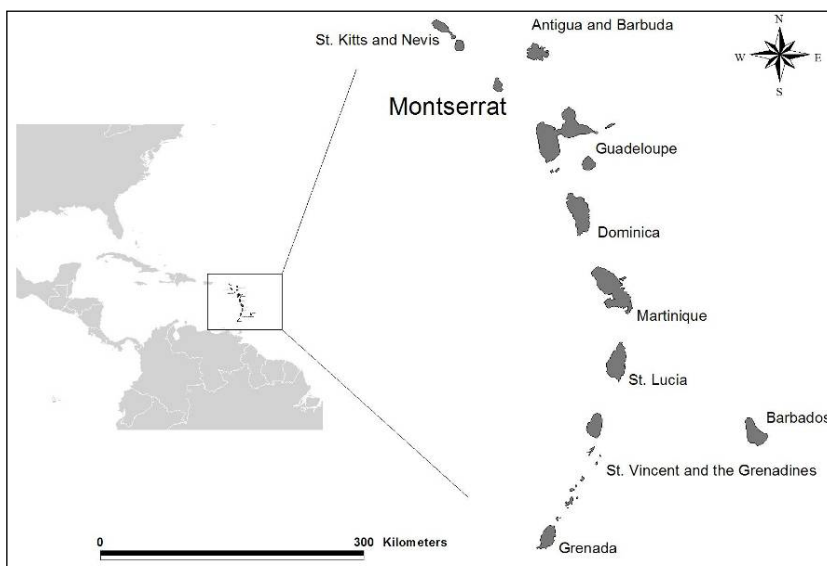 St. Kitts and Nevis
Antigua and Barbuda
N
W
E
S
Montserrat
Guadeloupe
Dominica
Martinique
St. Lucia
Barbados
St. Vincent and the Grenadines
0
300 Kilometers
Grenada